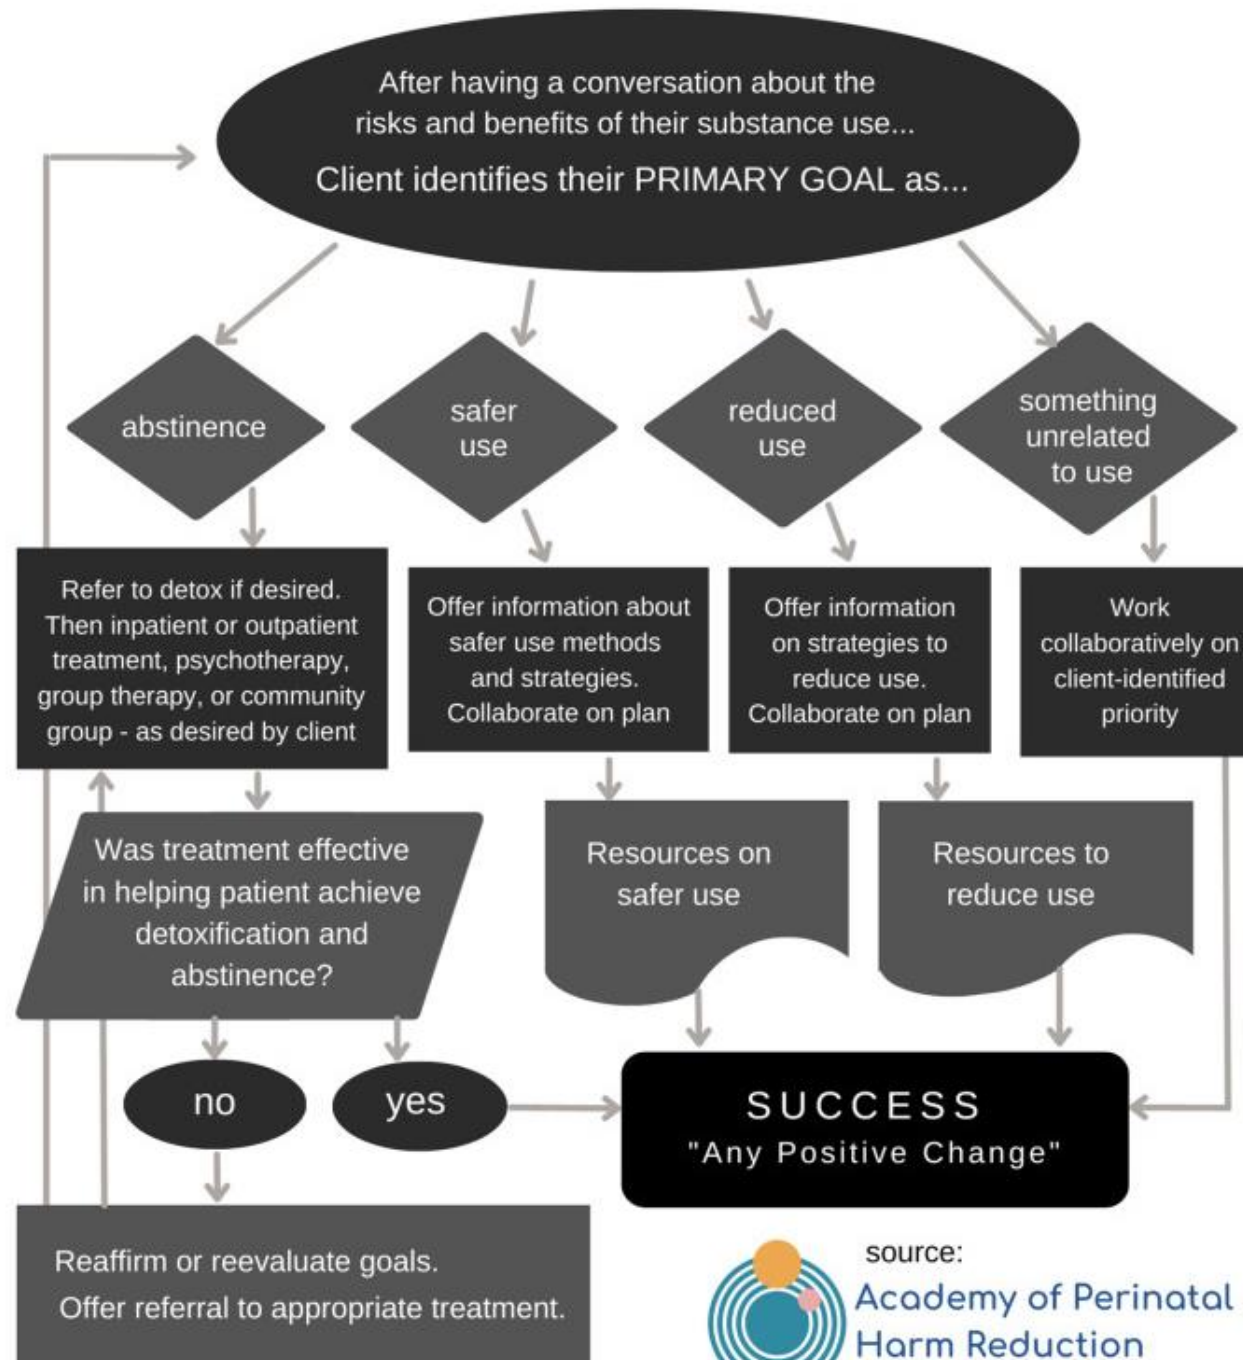 After having a conversation about the
risks and benefits of their substance use...
Client identifies their PRIMARY GOAL as...
abstinence
safer
use
reduced
use
something
unrelated
to use
Refer to detox if desired.
Then inpatient or outpatient
treatment, psychotherapy,
group therapy, or community
group - as desired by client
Offer information about
safer use methods
and strategies.
Collaborate on plan
Offer information
on strategies to
reduce use.
Collaborate on plan
Work
collaboratively on
client-identified
priority
Was treatment effective
in helping patient achieve
detoxification and
abstinence?
Resources on
safer use
Resources to
reduce use
no
yes
SUCCESS
"Any Positive Change"
Reaffirm or reevaluate goals.
Offer referral to appropriate treatment.
source:
Academy of Perinatal
Harm Reduction